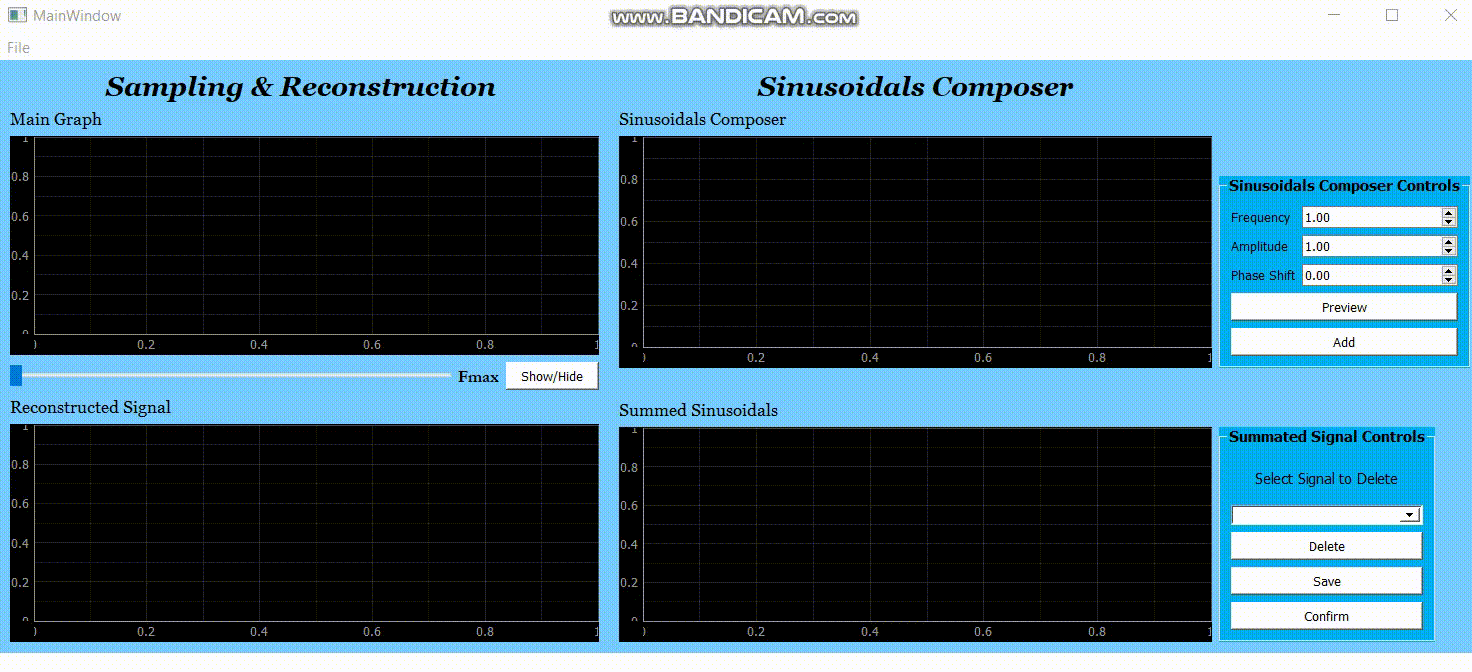 MainWindow
www.BANDICAM.com
File
Sampling & Reconstruction
Sinusoidals Composer
Main Graph
Sinusoidals Composer
1
0.8
0.6
0.4
0.2
0
0 0.2 0.4 0.6 0.8 1
1
0.8
0.6
0.4
0.2
0
0 0.2 0.4 0.6 0.8 1
Sinusoidals Composer Controls
Frequency 1.00
Amplitude 1.00
Phase Shift 0.00
Preview
Add
Fmax Show/Hide
Reconstructed Signal
Summed Sinusoidals
1
0.8
0.6
0.4
0.2
0
0 0.2 0.4 0.6 0.8 1
1
0.8
0.6
0.4
0.2
0
0 0.2 0.4 0.6 0.8 1
Summated Signal Controls
Select Signal to Delete
Delete
Save
Confirm